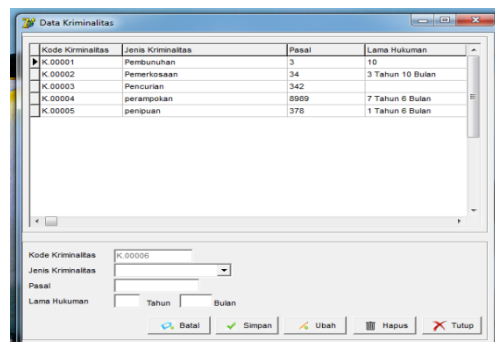 Data Kriminalitas
Kode Kirminalitas Jenis Kriminalitas Pasal Lama Hukuman
K.00001 Pembunuhan 3 10
K.00002 Pemerkosaan 34 3 Tahun 10 Bulan
K.00003 Pencurian 342
K.00004 perampokan 8989 7 Tahun 6 Bulan
K.00005 penipuan 378 1 Tahun 6 Bulan
Kode Kriminalitas K.00006
Jenis Kriminalitas
Pasal
Lama Hukuman Tahun Bulan
Batal Simpan Ubah Hapus Tutup